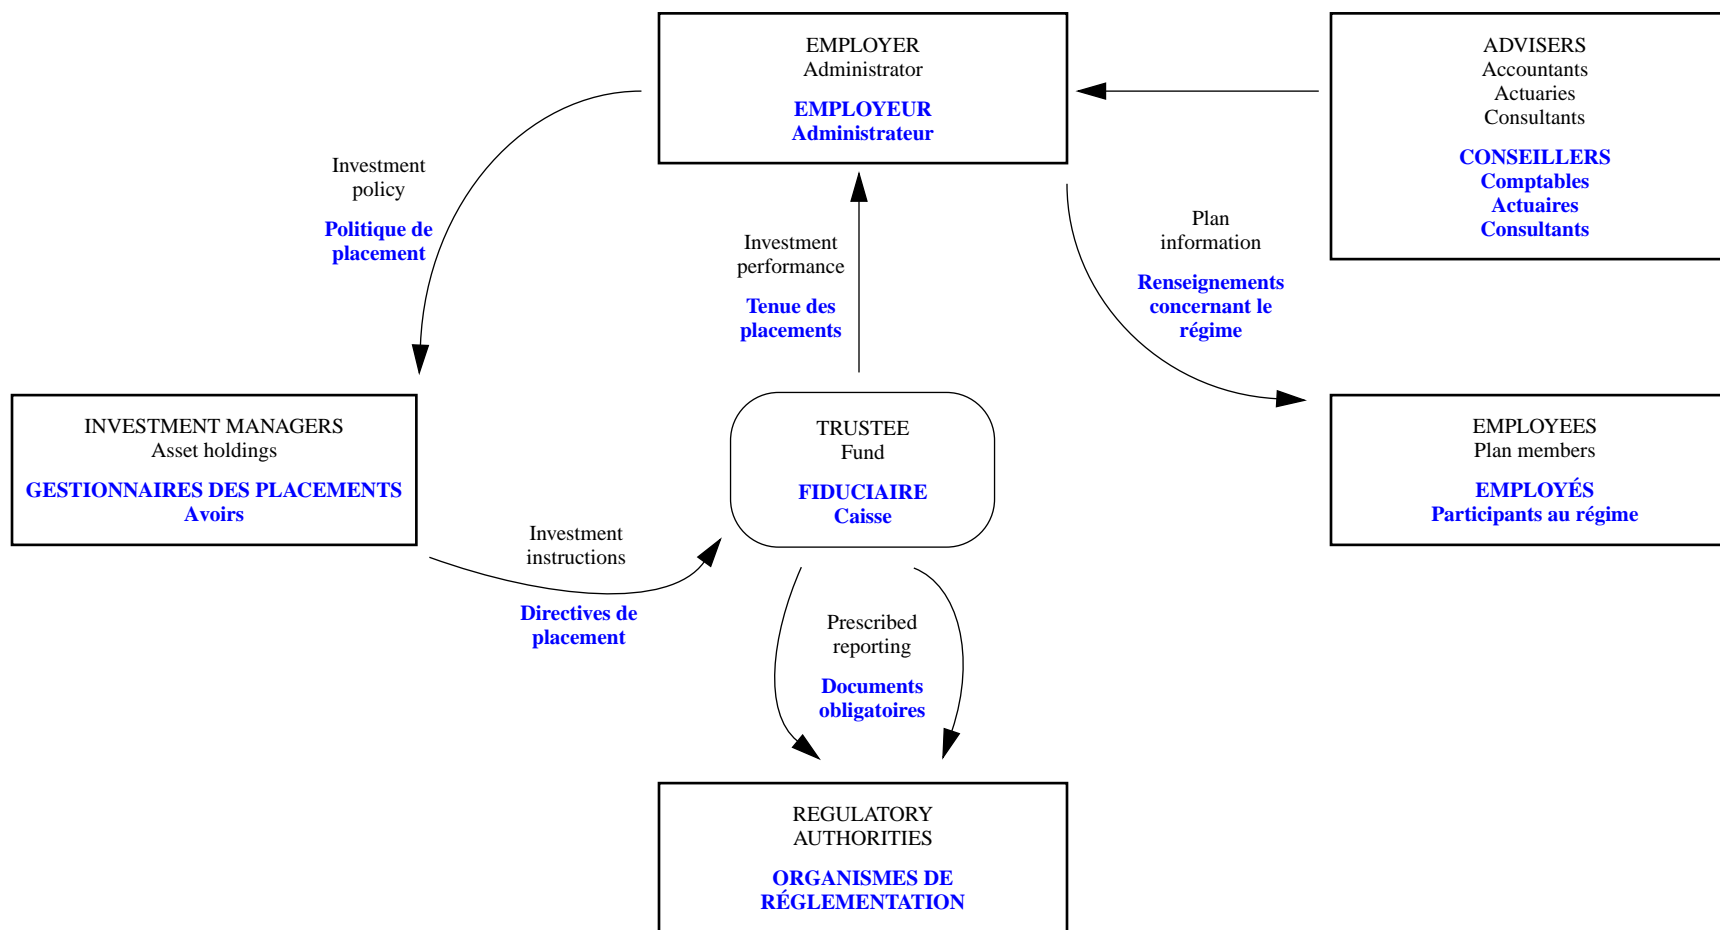 EMPLOYER
Administrator
EMPLOYEUR
Administrateur
ADVISERS
Accountants
Actuaries
Consultants
CONSEILLERS
Comptables
Actuaires
Consultants
Investment
policy
Politique de
placement
Investment
performance
Tenue des
placements
Plan
information
Renseignements
concernant le
régime
INVESTMENT MANAGERS
Asset holdings
GESTIONNAIRES DES PLACEMENTS
Avoirs
TRUSTEE
Fund
FIDUCIAIRE
Caisse
EMPLOYEES
Plan members
EMPLOYÉS
Participants au régime
Investment
instructions
Directives de
placement
Prescribed
reporting
Documents
obligatoires
REGULATORY
AUTHORITIES
ORGANISMES DE
RÉGLEMENTATION